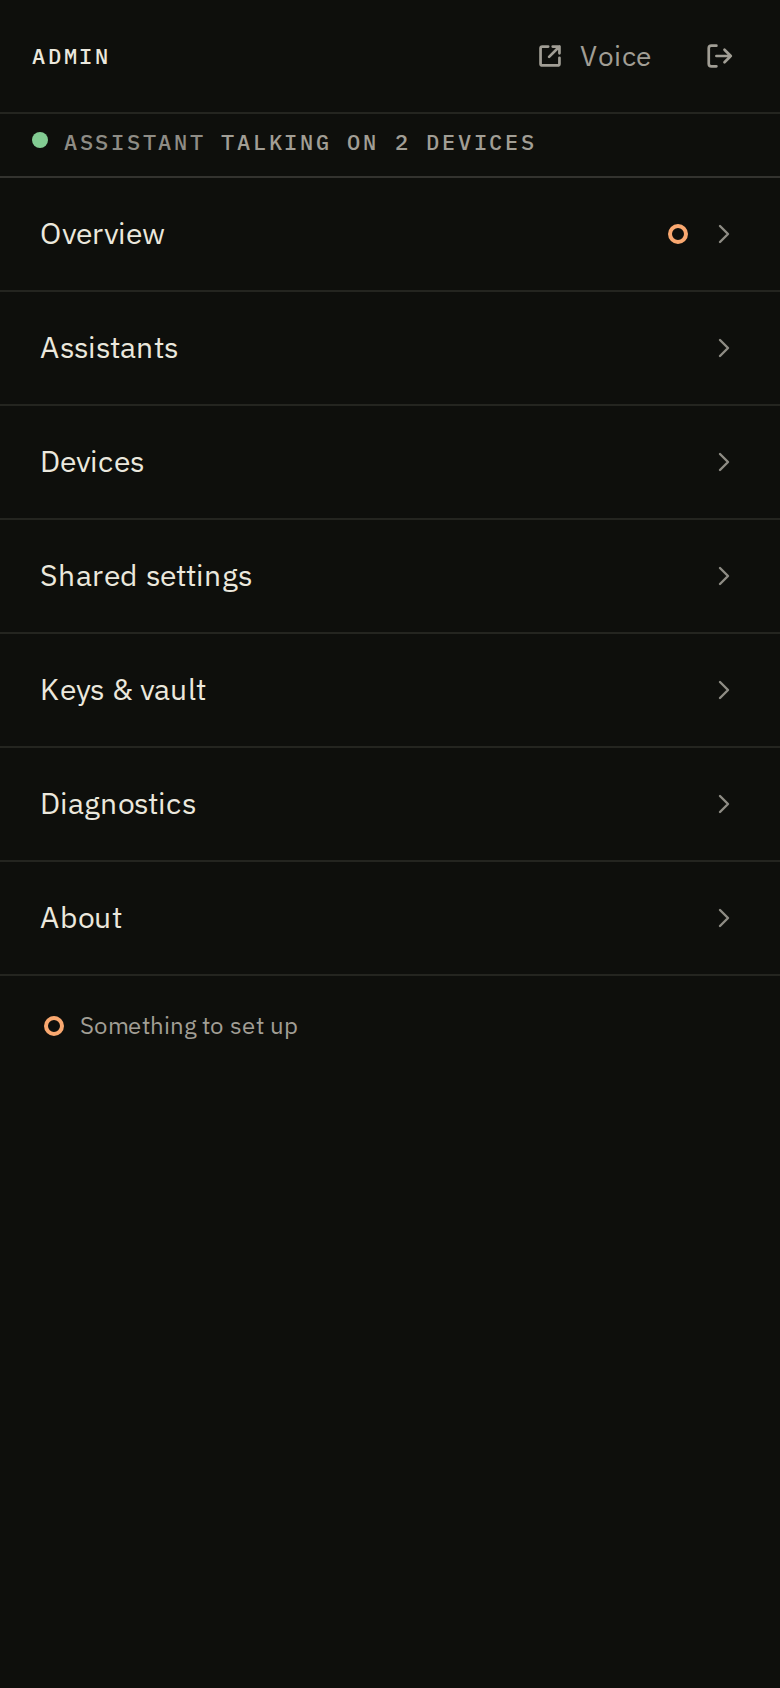 ADMIN
Voice
ASSISTANT TALKING ON 2 DEVICES
Overview
Assistants
Devices
Shared settings
Keys & vault
Diagnostics
About
Something to set up